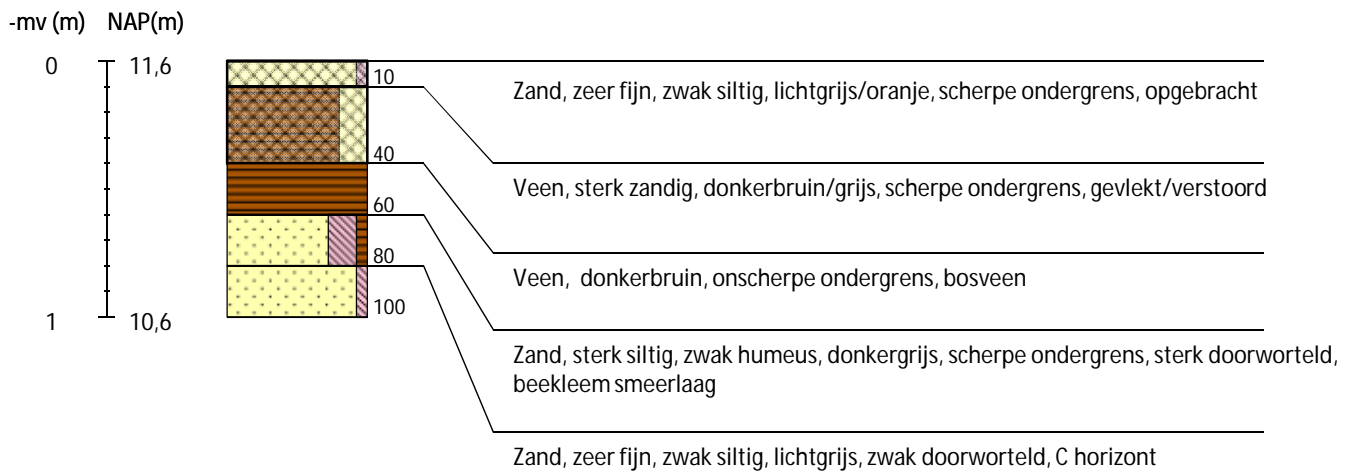 -mv (m) NAP(m)
0 11,6
10
Zand, zeer fijn, zwak siltig, lichtgrijs/oranje, scherpe ondergrens, opgebracht
40
Veen, sterk zandig, donkerbruin/grijs, scherpe ondergrens, gevlekt/verstoord
60
80
Veen, donkerbruin, onscherpe ondergrens, bosveen
100
1 10,6
Zand, sterk siltig, zwak humeus, donkergrijs, scherpe ondergrens, sterk doorworteld,
beekleem smeerlaag
Zand, zeer fijn, zwak siltig, lichtgrijs, zwak doorworteld, C horizont